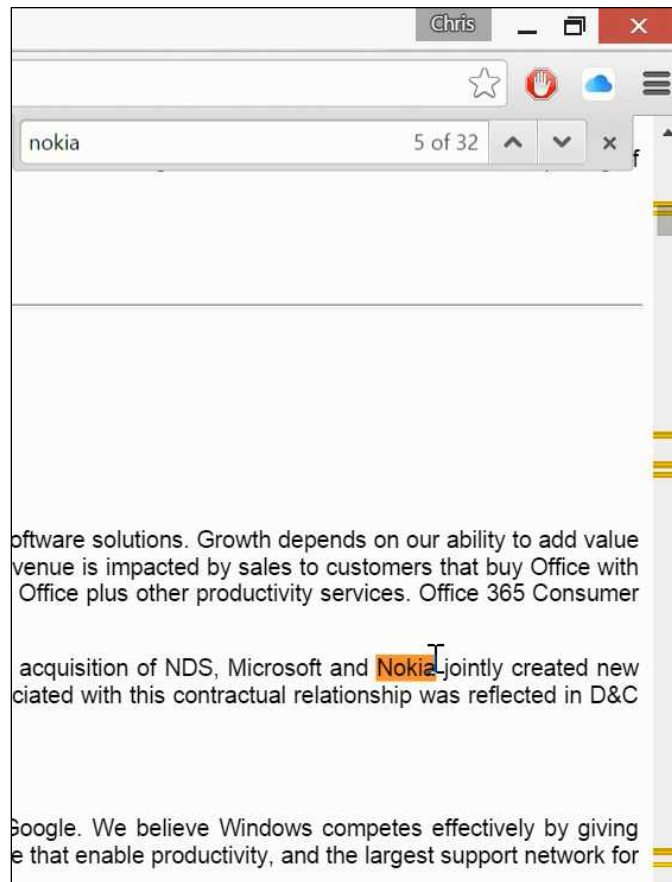 Chris
nokia 5 of 32
f
oftware solutions. Growth depends on our ability to add value
venue is impacted by sales to customers that buy Office with
Office plus other productivity services. Office 365 Consumer
acquisition of NDS, Microsoft and Nokia jointly created new
ciated with this contractual relationship was reflected in D&C
Google. We believe Windows competes effectively by giving
e that enable productivity, and the largest support network for